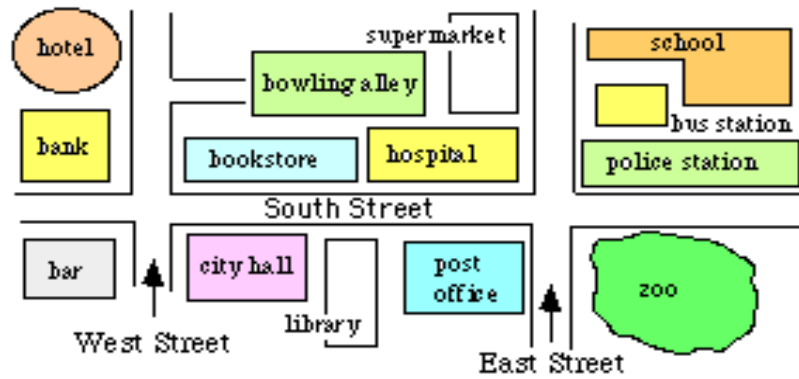 hotel
supermarket
school
bowling alley
bank
bookstore
hospital
bus station
police station
South Street
bar
city hall
post
office
zoo
library
West Street
East Street